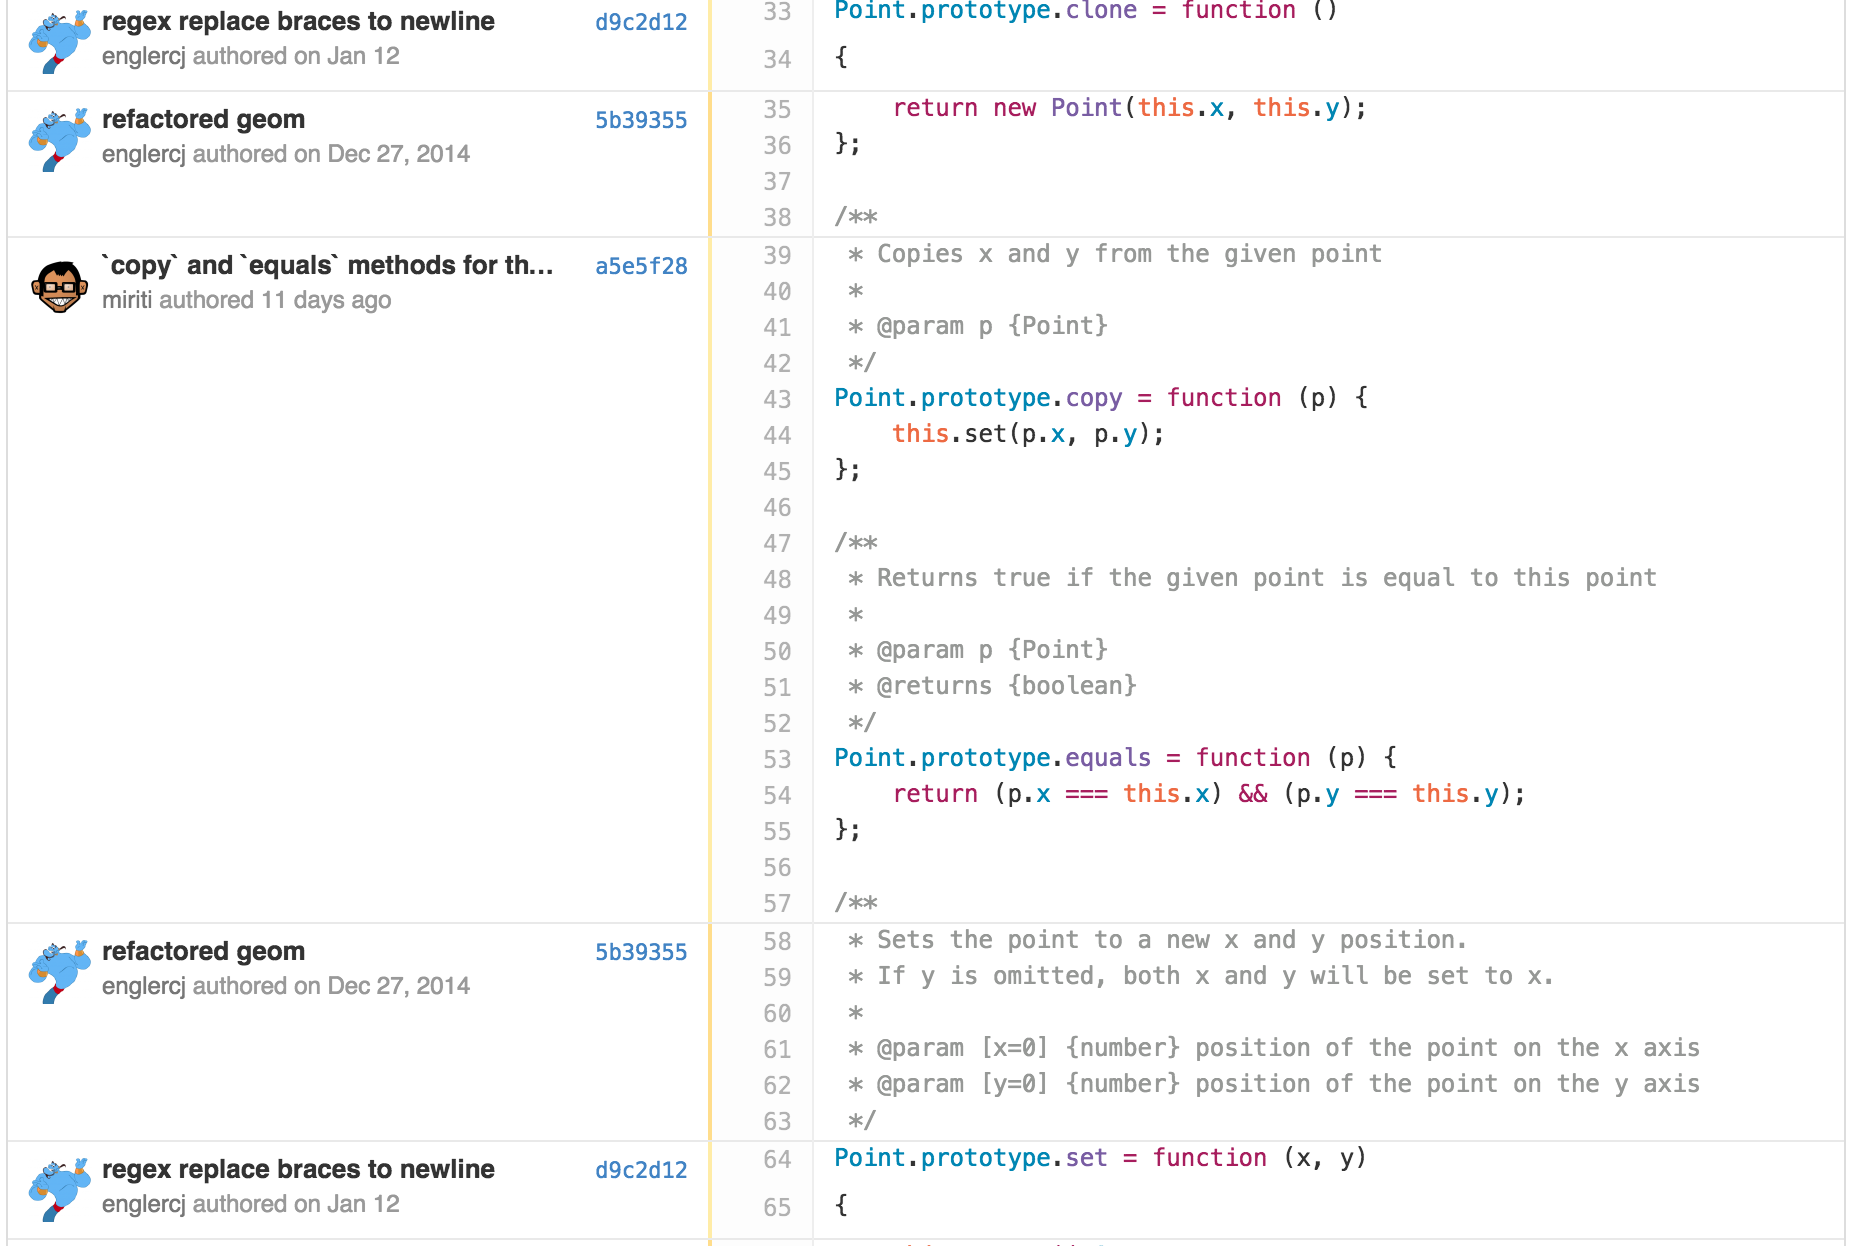 regex replace braces to newline d9c2d12
englercj authored on Jan 12
33 Point.prototype.clone = function ()
34 {
refactored geom 5b39355
englercj authored on Dec 27, 2014
35     return new Point(this.x, this.y);
36 };
37
38 /**
`copy` and `equals` methods for th... a5e5f28
miriti authored 11 days ago
39  * Copies x and y from the given point
40  *
41  * @param p {Point}
42  */
43 Point.prototype.copy = function (p) {
44     this.set(p.x, p.y);
45 };
46
47 /**
48  * Returns true if the given point is equal to this point
49  *
50  * @param p {Point}
51  * @returns {boolean}
52  */
53 Point.prototype.equals = function (p) {
54     return (p.x === this.x) && (p.y === this.y);
55 };
56
57 /**
refactored geom 5b39355
englercj authored on Dec 27, 2014
58  * Sets the point to a new x and y position.
59  * If y is omitted, both x and y will be set to x.
60  *
61  * @param [x=0] {number} position of the point on the x axis
62  * @param [y=0] {number} position of the point on the y axis
63  */
regex replace braces to newline d9c2d12
englercj authored on Jan 12
64 Point.prototype.set = function (x, y)
65 {